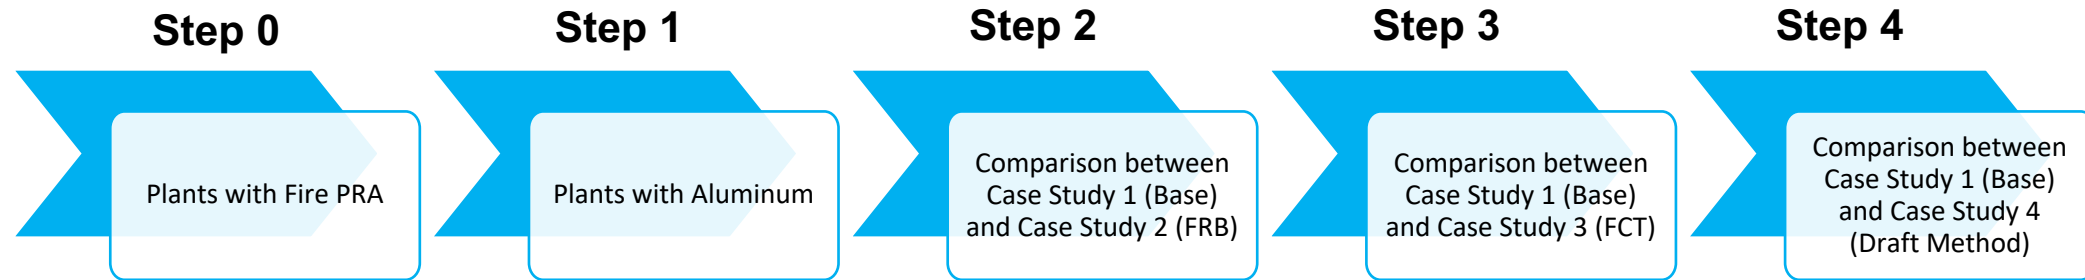 Step 0
Step 1
Step 2
Step 3
Step 4
Plants with Fire PRA
Plants with Aluminum
Comparison between
Case Study 1 (Base)
and Case Study 2 (FRB)
Comparison between
Case Study 1 (Base)
and Case Study 3 (FCT)
Comparison between
Case Study 1 (Base)
and Case Study 4
(Draft Method)